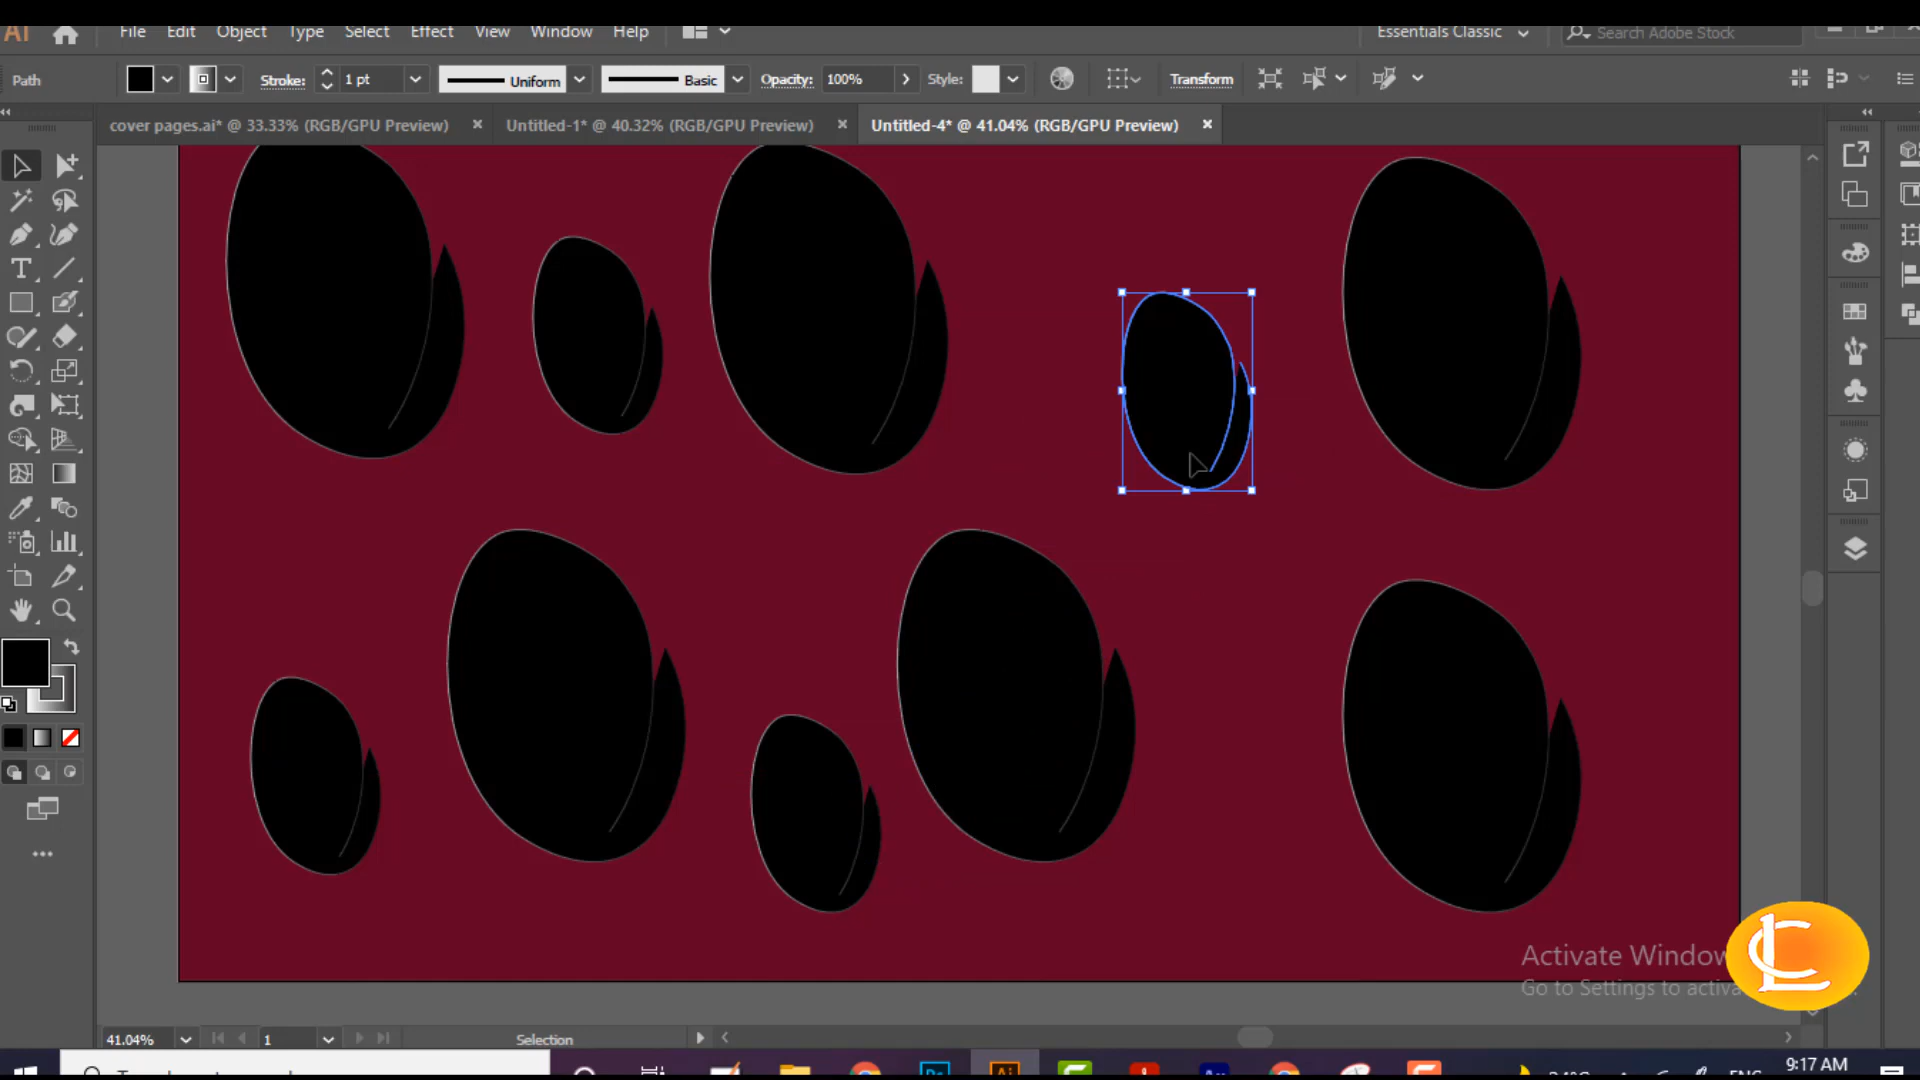 Ai File Edit Object Type Select Effect View Window Help Essentials Classic Search Adobe Stock
Path Stroke: 1 pt Uniform Basic Opacity: 100% Style: Transform
cover pages.ai* @ 33.33% (RGB/GPU Preview) × Untitled-1* @ 40.32% (RGB/GPU Preview) × Untitled-4* @ 41.04% (RGB/GPU Preview) ×
T
Activate Window
Go to Settings to activa
LC
41.04% 1 Selection
9:17 AM